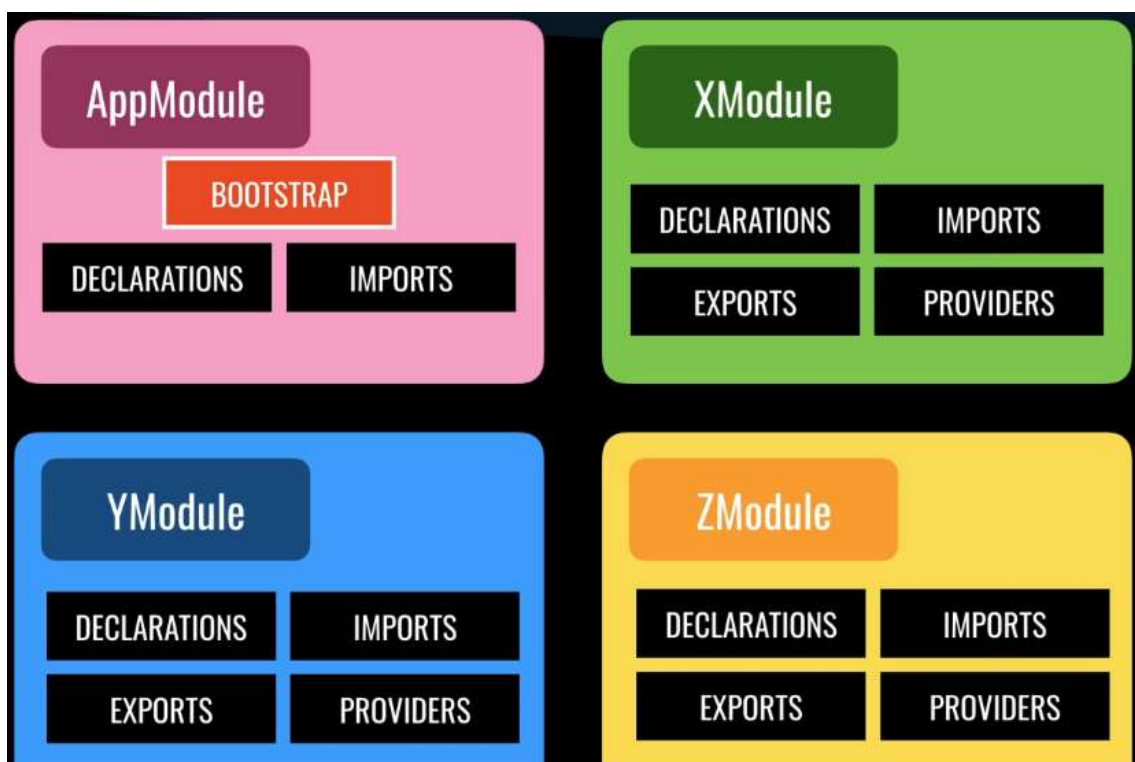 AppModule
BOOTSTRAP
DECLARATIONS IMPORTS
XModule
DECLARATIONS IMPORTS
EXPORTS PROVIDERS
YModule
DECLARATIONS IMPORTS
EXPORTS PROVIDERS
ZModule
DECLARATIONS IMPORTS
EXPORTS PROVIDERS